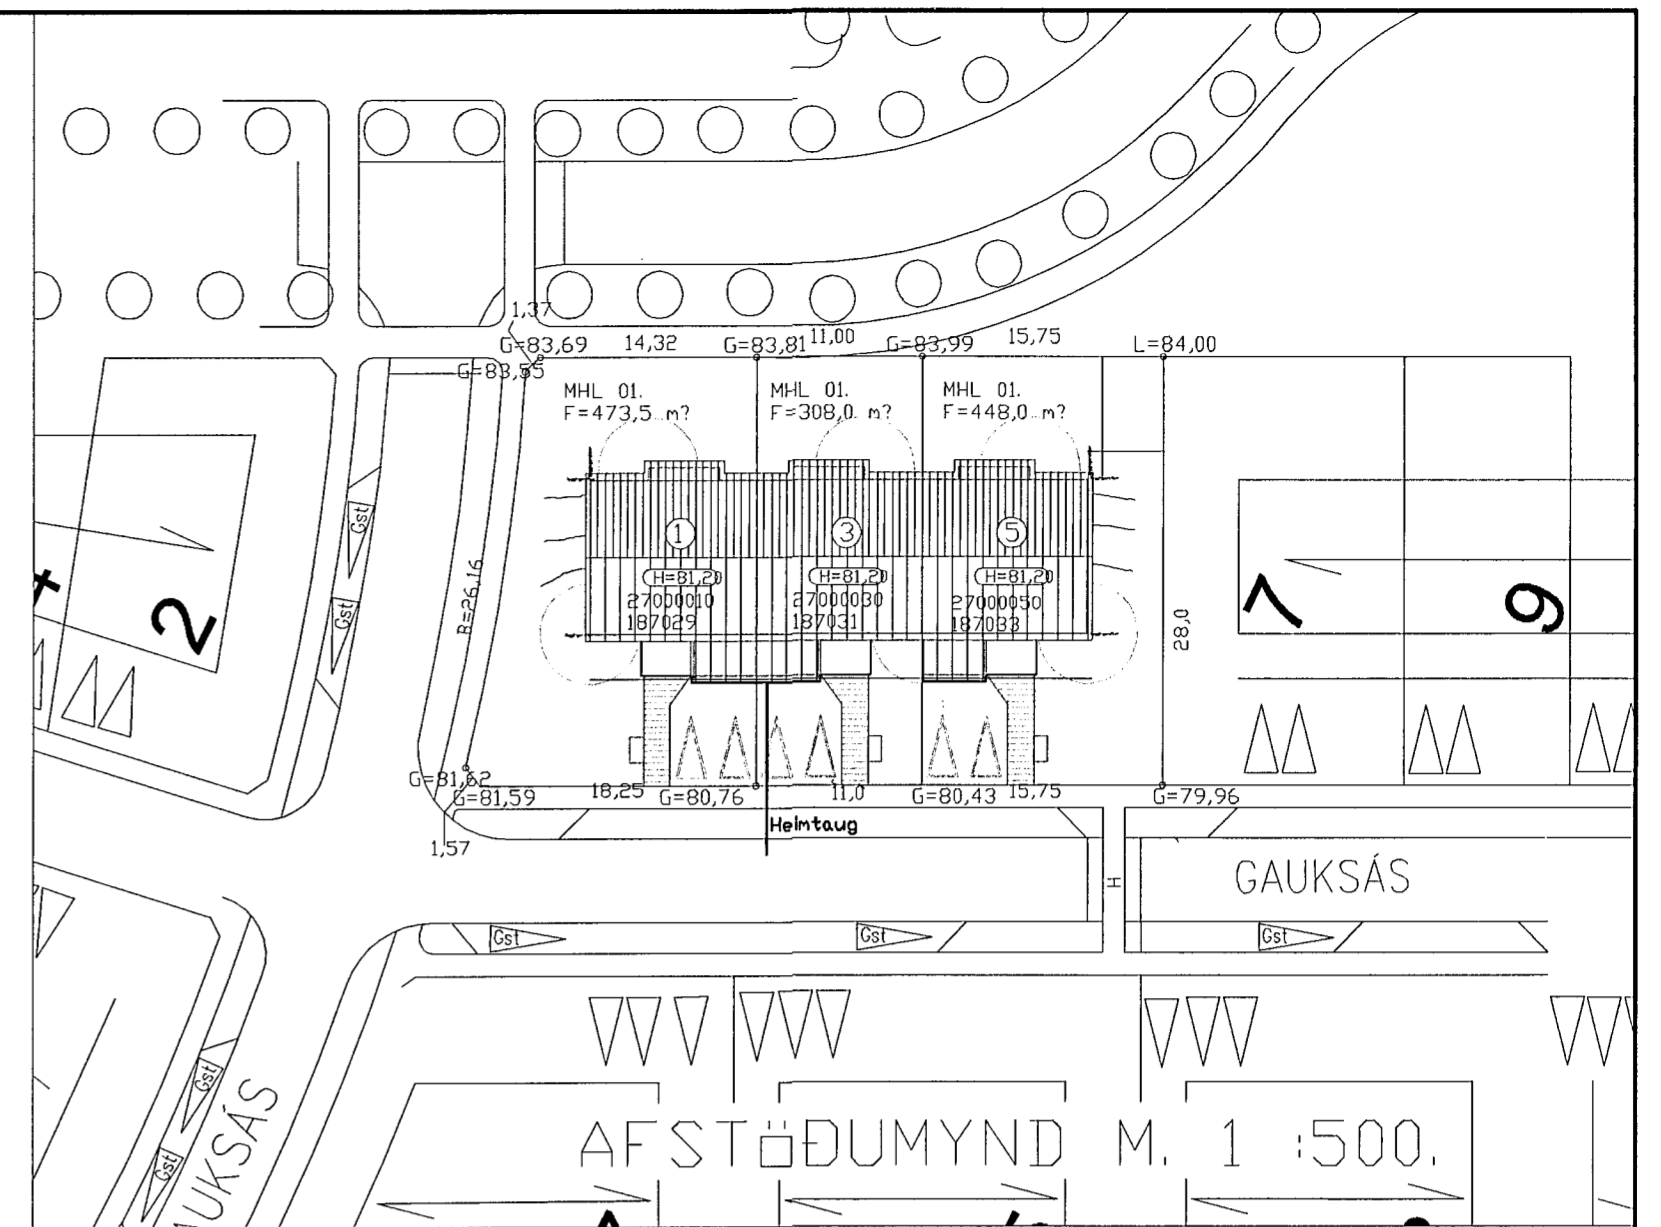 1,37
G=83,69 14,32 G=83,81 11,00 G=83,99 15,75 L=84,00
G=83,55
MHL 01. MHL 01. MHL 01.
F=473,5 m? F=308,0 m? F=448,0 m?
Gst
1 3 5
H=81,20 H=81,20 H=81,20
27000010 27000030 27000050
187029 187031 187033
R=26,16
28,0
2
7
9
Gst
G=81,62
G=81,59 18,25 G=80,76 11,0 G=80,43 15,75 G=79,96
Heimtaug
1,57
H
GAUKSÁS
Gst Gst Gst
Gst
AUKSÁS
AFSTÖÐUMYND M. 1 :500.
Gst